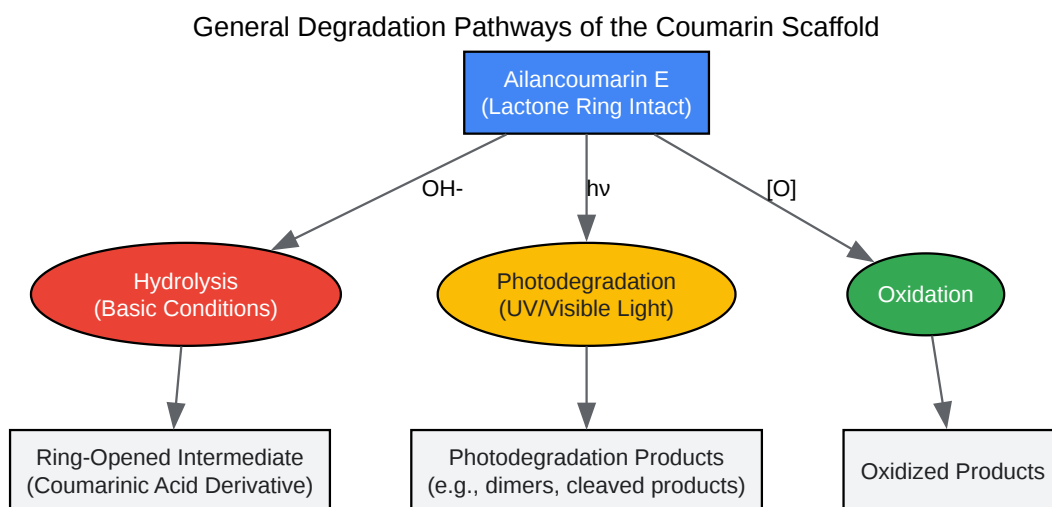 General Degradation Pathways of the Coumarin Scaffold
Ailancoumarin E
(Lactone Ring Intact)
OH-
hν
[O]
Hydrolysis
(Basic Conditions)
Photodegradation
(UV/Visible Light)
Oxidation
Ring-Opened Intermediate
(Coumarinic Acid Derivative)
Photodegradation Products
(e.g., dimers, cleaved products)
Oxidized Products